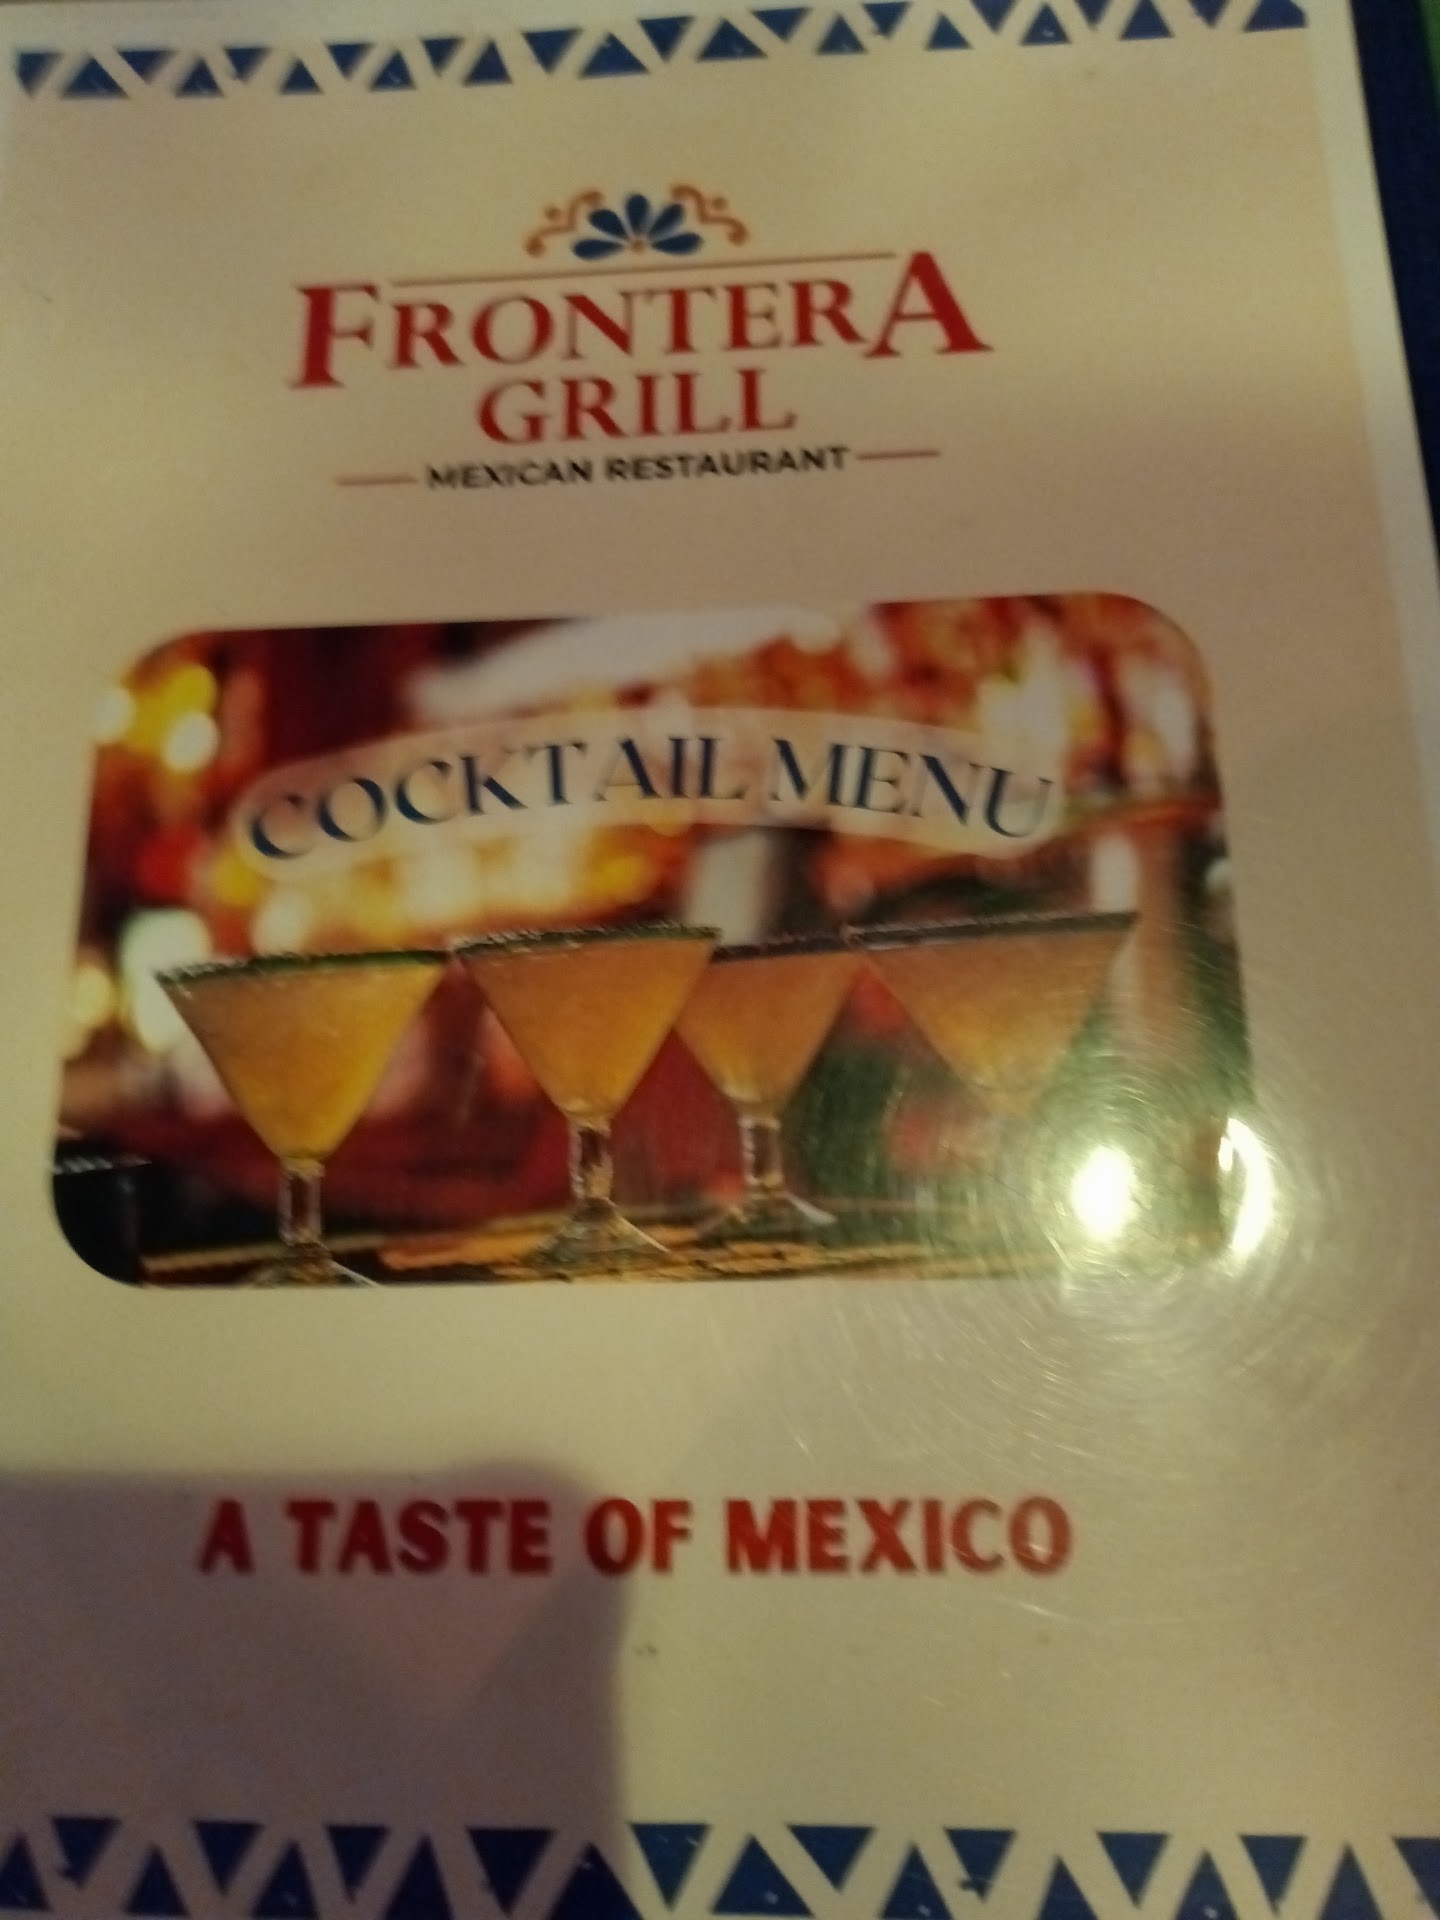 FRONTERA
GRILL
MEXICAN RESTAURANT
COCKTAIL MENU
A TASTE OF MEXICO